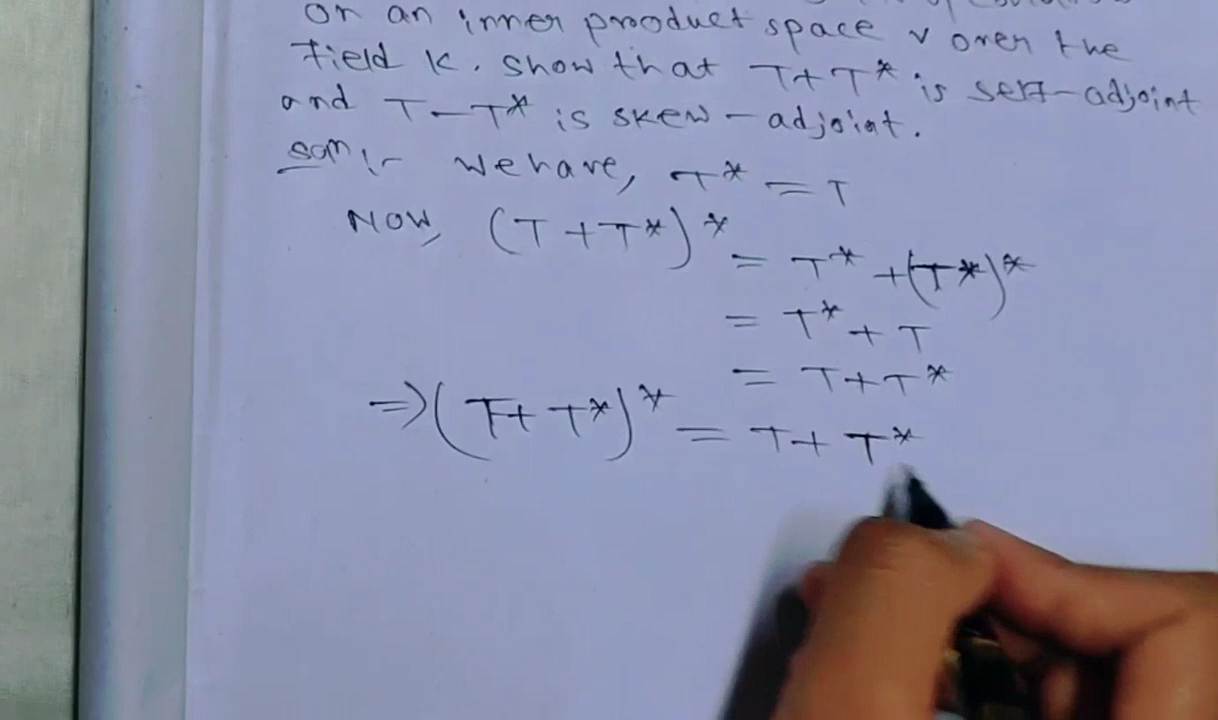 on an inner product space v over the
field K. show that T+T* is self-adjoint
and T-T* is skew-adjoint.
soln:- We have, T* = T
Now, (T+T*)*
= T* +(T*)*
= T* + T
= T+T*
=>(T+T*)* = T+T*